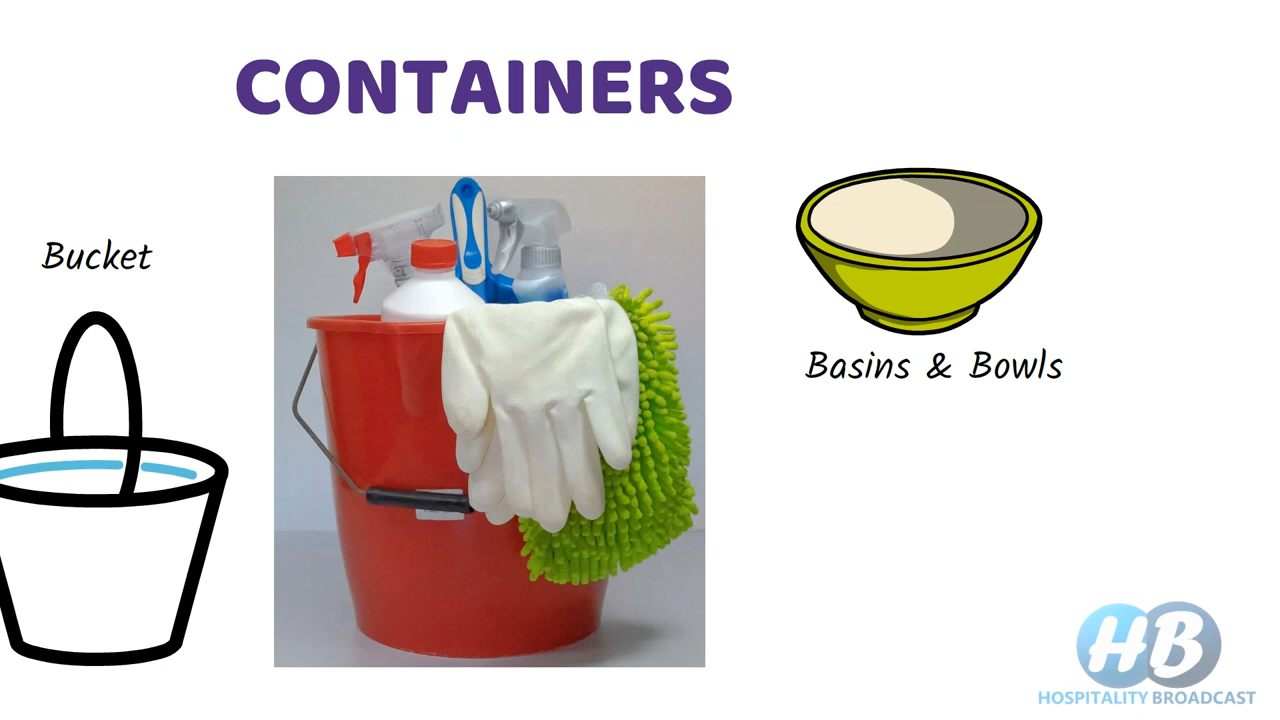 CONTAINERS
Bucket
Basins & Bowls
HB
HOSPITALITY BROADCAST